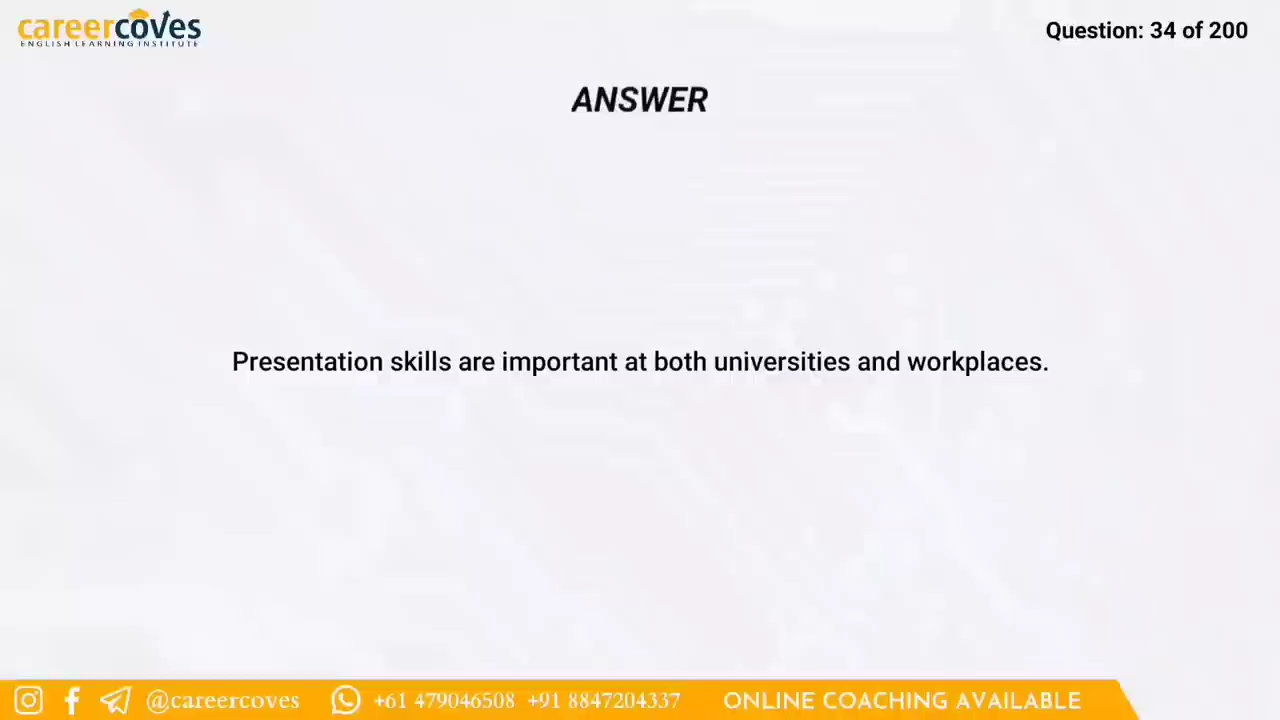 careercoves
ENGLISH LEARNING INSTITUTE
Question: 34 of 200
ANSWER
Presentation skills are important at both universities and workplaces.
@careercoves +61 479046508 +91 8847204337 ONLINE COACHING AVAILABLE